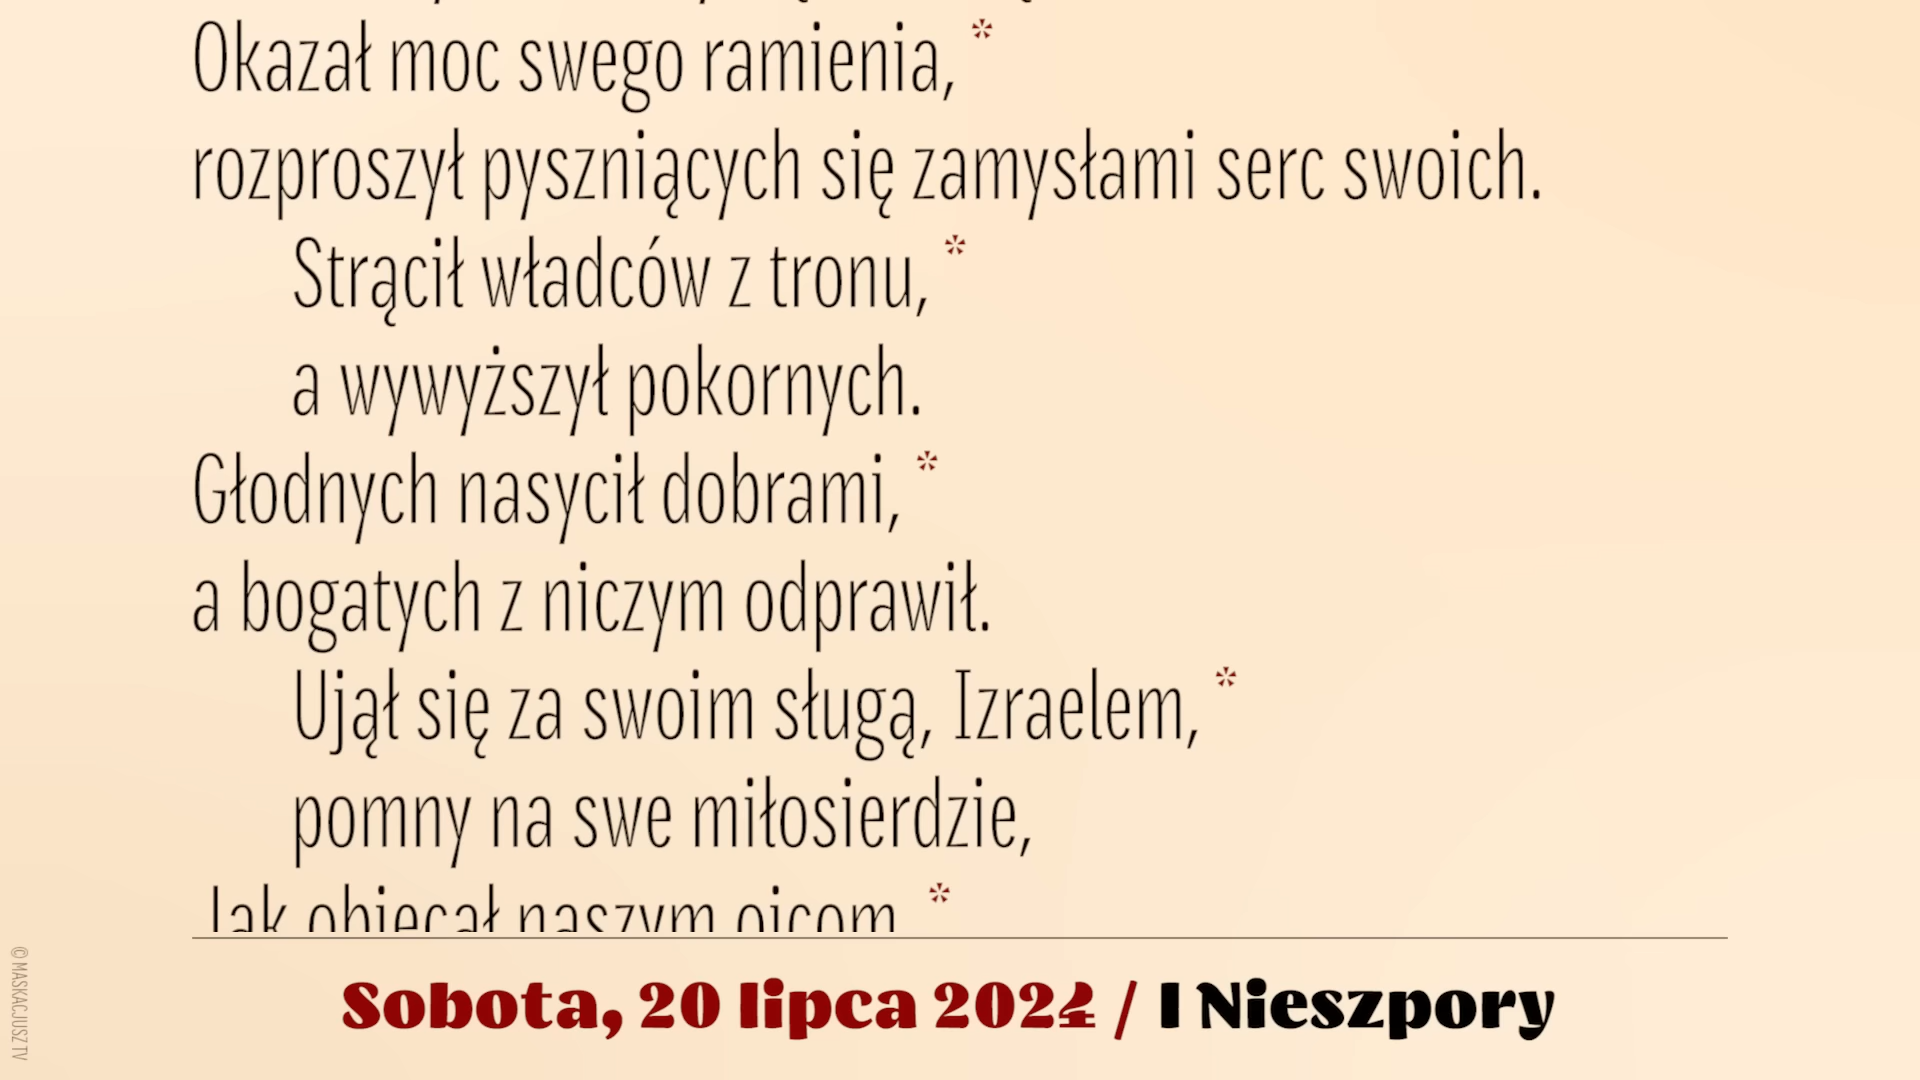 Okazał moc swego ramienia, *
rozproszył pyszniących się zamysłami serc swoich.
Strącił władców z tronu, *
a wywyższył pokornych.
Głodnych nasycił dobrami, *
a bogatych z niczym odprawił.
Ujął się za swoim sługą, Izraelem, *
pomny na swe miłosierdzie,
Jak obiecał naszym ojcom, *
Sobota, 20 lipca 2024 / I Nieszpory
© MASKACJUSZ TV